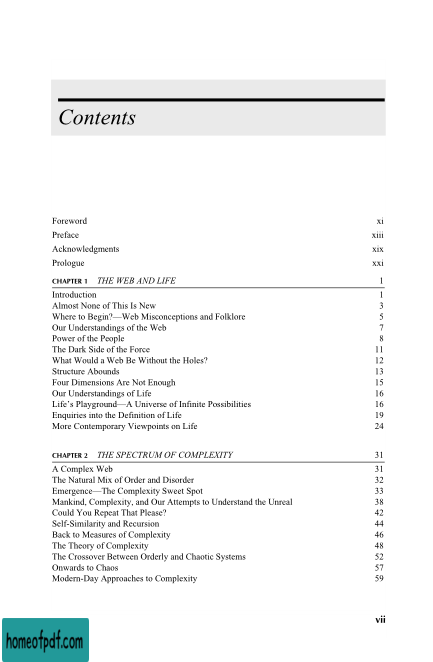 Contents
Foreword xi
Preface xiii
Acknowledgments xix
Prologue xxi
CHAPTER 1 THE WEB AND LIFE 1
Introduction 1
Almost None of This Is New 3
Where to Begin?—Web Misconceptions and Folklore 5
Our Understandings of the Web 7
Power of the People 8
The Dark Side of the Force 11
What Would a Web Be Without the Holes? 12
Structure Abounds 13
Four Dimensions Are Not Enough 15
Our Understandings of Life 16
Life's Playground—A Universe of Infinite Possibilities 16
Enquiries into the Definition of Life 19
More Contemporary Viewpoints on Life 24
CHAPTER 2 THE SPECTRUM OF COMPLEXITY 31
A Complex Web 31
The Natural Mix of Order and Disorder 32
Emergence—The Complexity Sweet Spot 33
Mankind, Complexity, and Our Attempts to Understand the Unreal 38
Could You Repeat That Please? 42
Self-Similarity and Recursion 44
Back to Measures of Complexity 46
The Theory of Complexity 48
The Crossover Between Orderly and Chaotic Systems 52
Onwards to Chaos 57
Modern-Day Approaches to Complexity 59
vii
homeofpdf.com